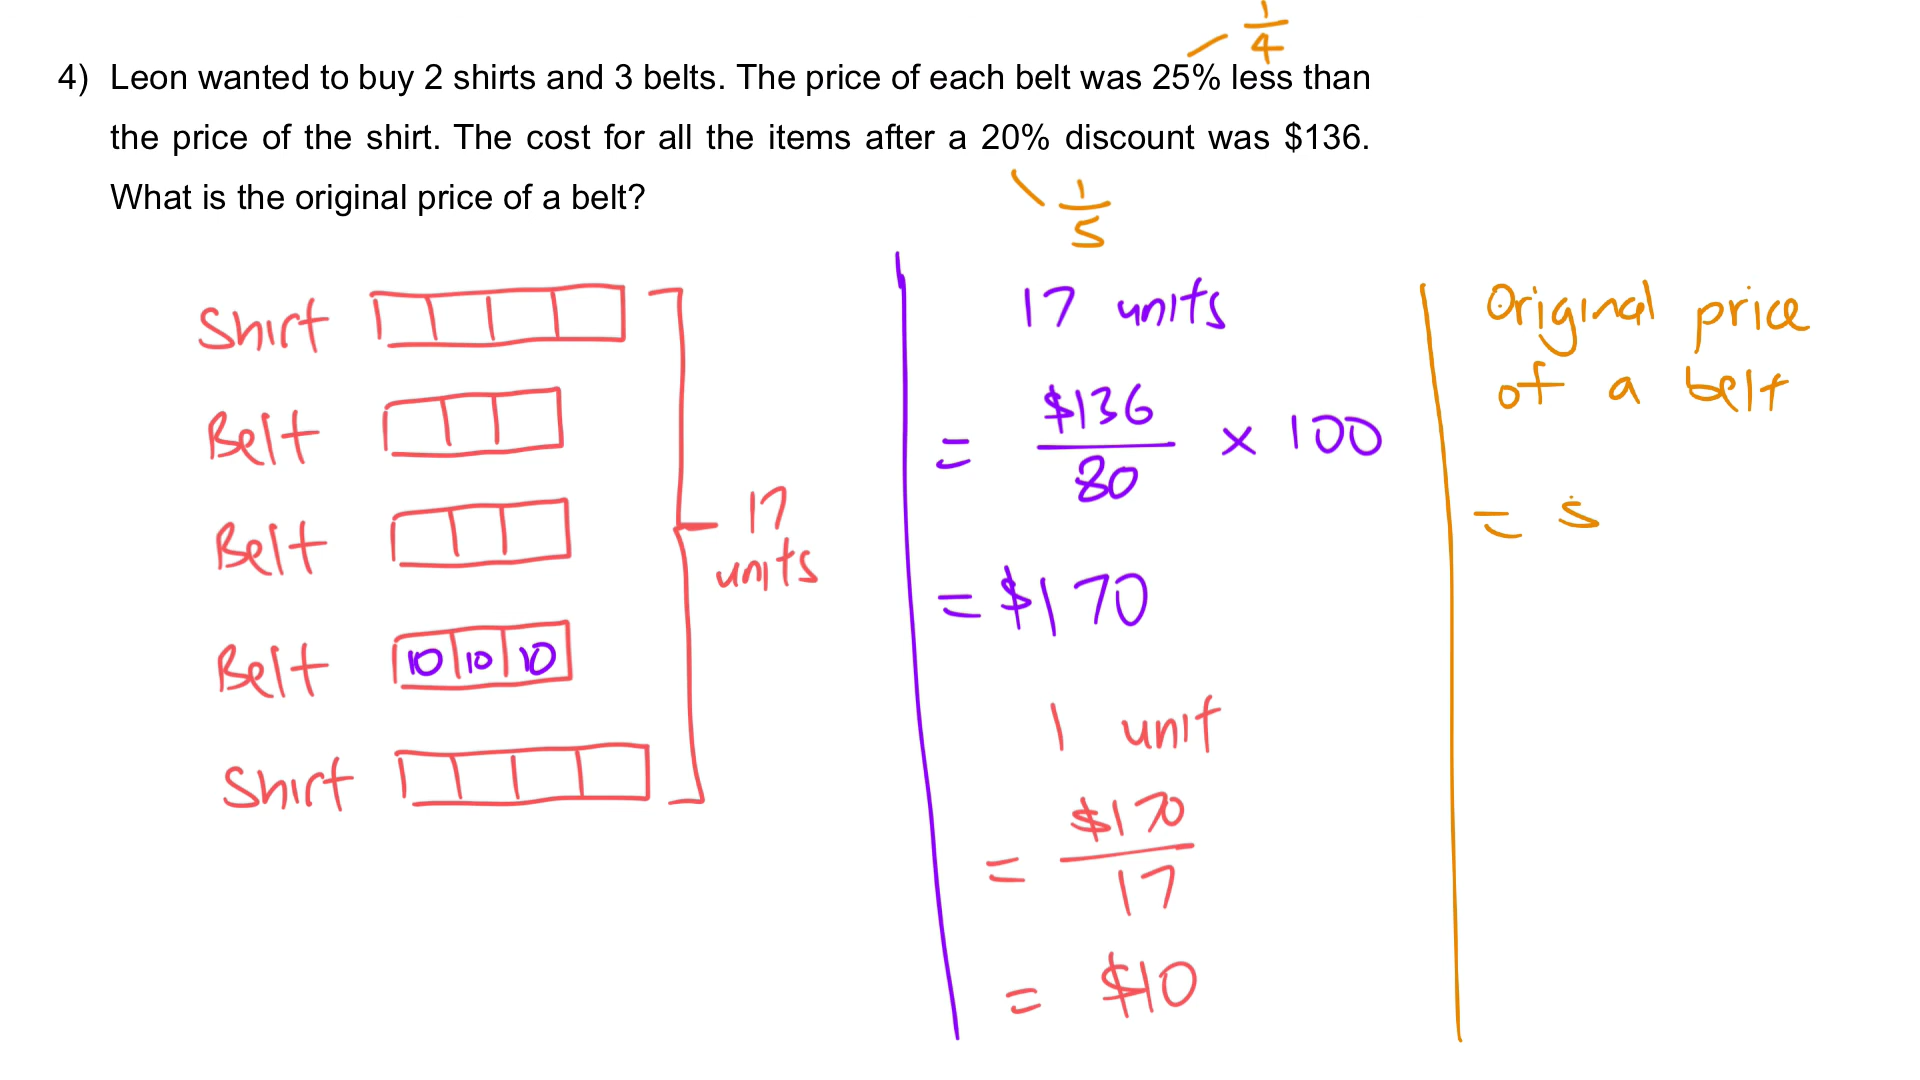 1/4
4) Leon wanted to buy 2 shirts and 3 belts. The price of each belt was 25% less than
the price of the shirt. The cost for all the items after a 20% discount was $136.
What is the original price of a belt?
1/5
Shirt
Belt
Belt
Belt 10 10 10
Shirt
17
units
17 units
= $136/80 × 100
= $170
1 unit
= $170/17
= $10
Original price
of a belt
=